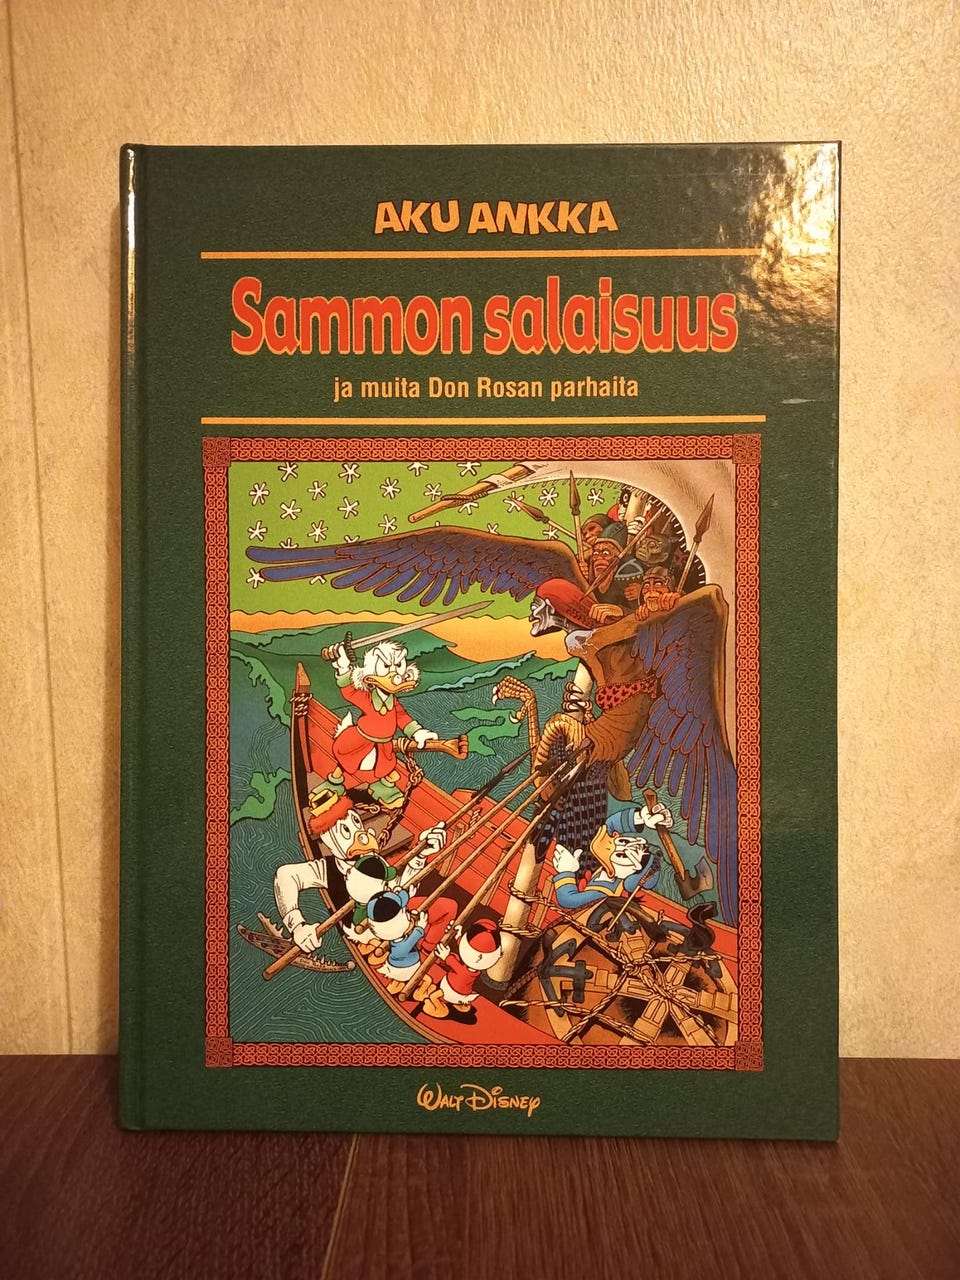 AKU ANKKA
Sammon salaisuus
ja muita Don Rosan parhaita
WALT DISNEY